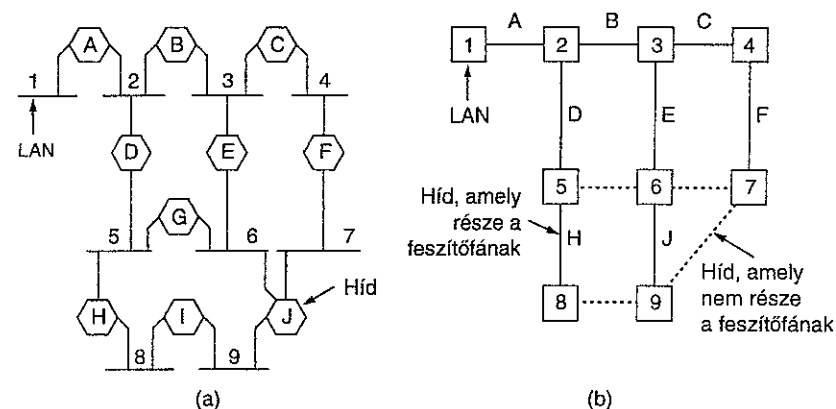 A
B
C
1
2
3
4
LAN
D
E
F
G
5
6
7
Híd
H
I
J
8
9
(a)
A
B
C
1
2
3
4
LAN
D
E
F
5
6
7
Híd, amely
része a
feszítőfának
H
J
Híd, amely
nem része
a feszítőfának
8
9
(b)